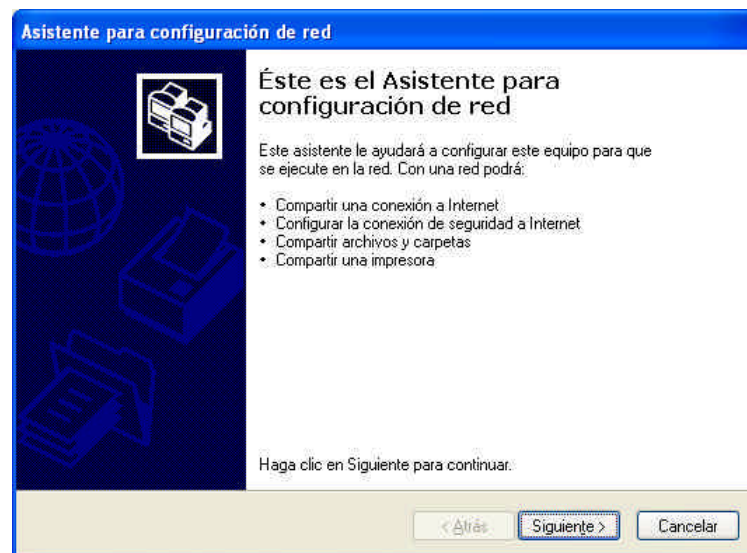 Asistente para configuración de red
Éste es el Asistente para
configuración de red
Este asistente le ayudará a configurar este equipo para que
se ejecute en la red. Con una red podrá:
• Compartir una conexión a Internet
• Configurar la conexión de seguridad a Internet
• Compartir archivos y carpetas
• Compartir una impresora
Haga clic en Siguiente para continuar.
< Atrás
Siguiente >
Cancelar